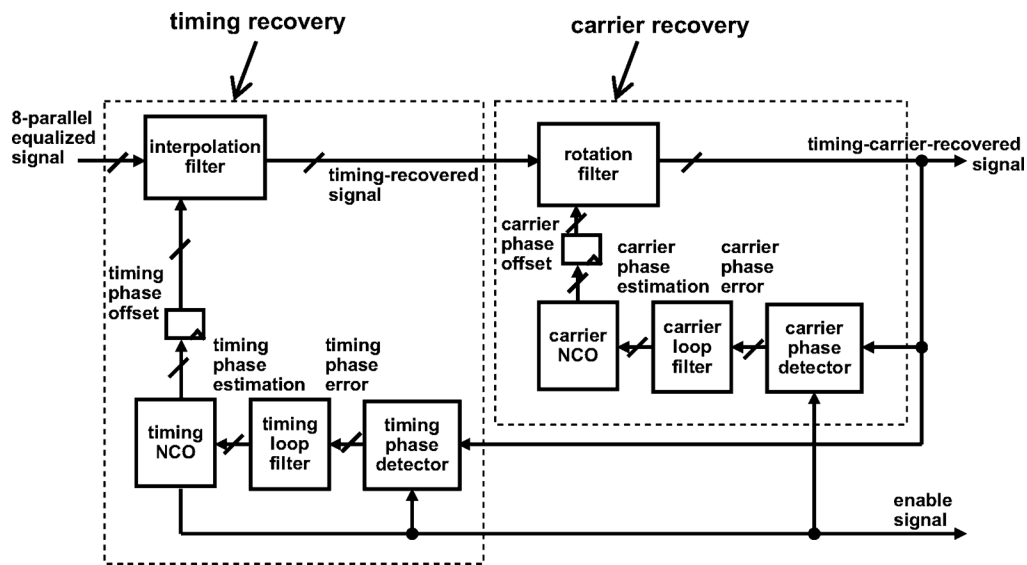 timing recovery
carrier recovery
8-parallel
equalized
signal
interpolation
filter
timing-recovered
signal
rotation
filter
timing-carrier-recovered
signal
carrier
phase
offset
carrier
phase
estimation
carrier
phase
error
timing
phase
offset
carrier
NCO
carrier
loop
filter
carrier
phase
detector
timing
phase
estimation
timing
phase
error
timing
NCO
timing
loop
filter
timing
phase
detector
enable
signal